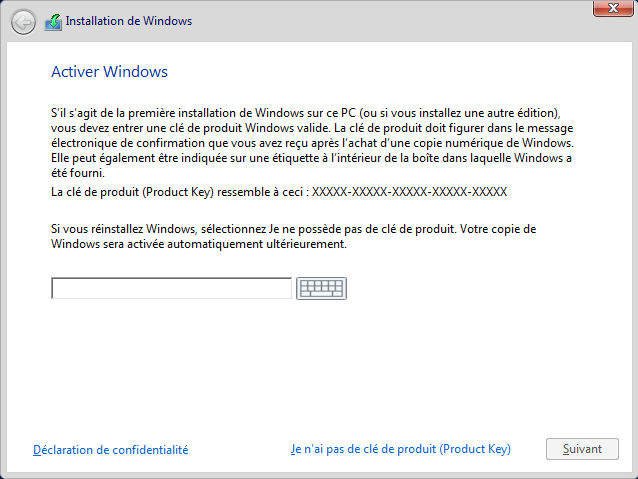 Installation de Windows
Activer Windows
S'il s'agit de la première installation de Windows sur ce PC (ou si vous installez une autre édition),
vous devez entrer une clé de produit Windows valide. La clé de produit doit figurer dans le message
électronique de confirmation que vous avez reçu après l'achat d'une copie numérique de Windows.
Elle peut également être indiquée sur une étiquette à l'intérieur de la boîte dans laquelle Windows a
été fourni.
La clé de produit (Product Key) ressemble à ceci : XXXXX-XXXXX-XXXXX-XXXXX-XXXXX
Si vous réinstallez Windows, sélectionnez Je ne possède pas de clé de produit. Votre copie de
Windows sera activée automatiquement ultérieurement.
Déclaration de confidentialité
Je n'ai pas de clé de produit (Product Key)
Suivant